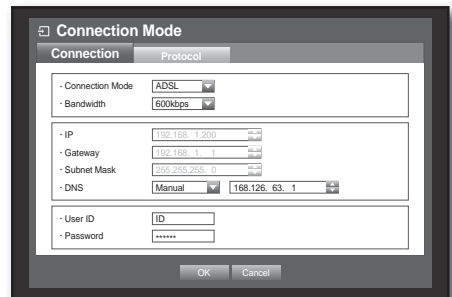 Connection Mode
Connection Protocol
· Connection Mode ADSL
· Bandwidth 600kbps
· IP 192.168. 1.200
· Gateway 192.168. 1. 1
· Subnet Mask 255.255.255. 0
· DNS Manual 168.126. 63. 1
· User ID ID
· Password ******
OK Cancel